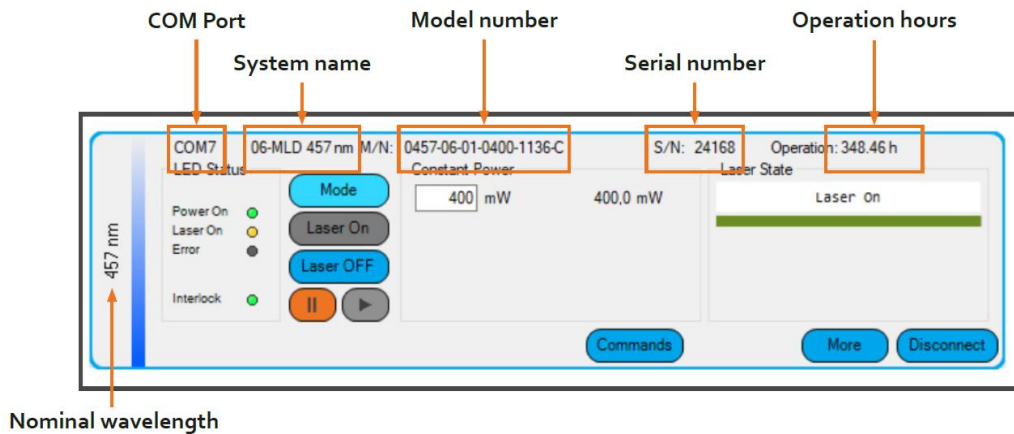 COM Port
Model number
Operation hours
System name
Serial number
COM7 06-MLD 457 nm M/N: 0457-06-01-0400-1136-C S/N: 24168 Operation: 348.46 h
LED Status
Constant Power
Laser State
Mode
400 mW
400,0 mW
Laser On
Power On
Laser On
Laser On
Error
Laser OFF
Interlock
457 nm
Commands
More
Disconnect
Nominal wavelength